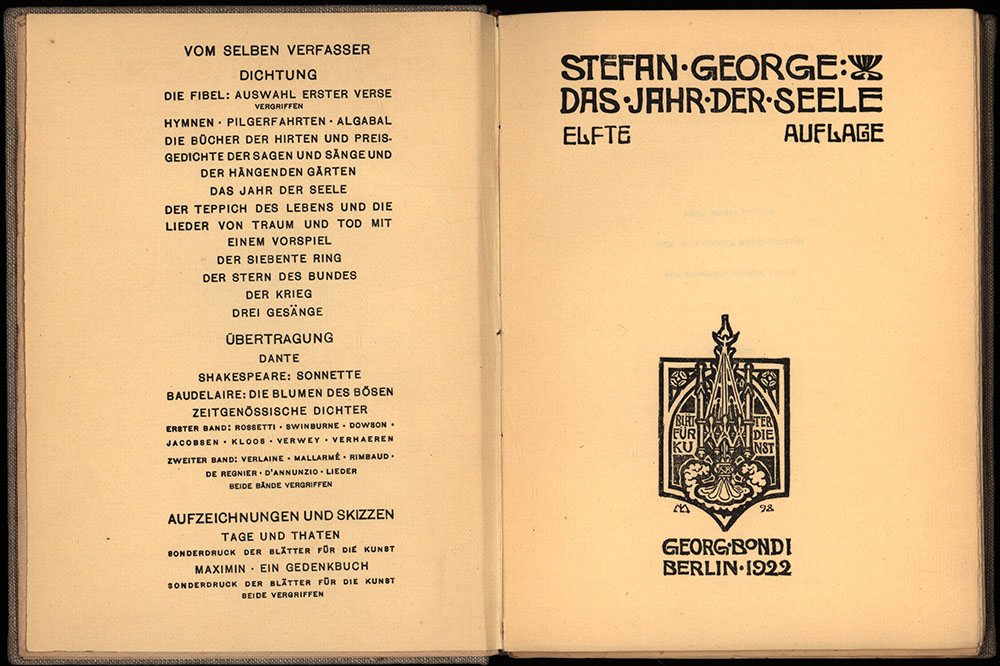 VOM SELBEN VERFASSER
DICHTUNG
DIE FIBEL: AUSWAHL ERSTER VERSE
VERGRIFFEN
HYMNEN · PILGERFAHRTEN · ALGABAL
DIE BÜCHER DER HIRTEN UND PREIS-
GEDICHTE DER SAGEN UND SÄNGE UND
DER HÄNGENDEN GÄRTEN
DAS JAHR DER SEELE
DER TEPPICH DES LEBENS UND DIE
LIEDER VON TRAUM UND TOD MIT
EINEM VORSPIEL
DER SIEBENTE RING
DER STERN DES BUNDES
DER KRIEG
DREI GESÄNGE
ÜBERTRAGUNG
DANTE
SHAKESPEARE: SONNETTE
BAUDELAIRE: DIE BLUMEN DES BÖSEN
ZEITGENÖSSISCHE DICHTER
ERSTER BAND: ROSSETTI · SWINBURNE · DOWSON ·
JACOBSEN · KLOOS · VERWEY · VERHAEREN
ZWEITER BAND: VERLAINE · MALLARMÉ · RIMBAUD ·
DE REGNIER · D'ANNUNZIO · LIEDER
BEIDE BÄNDE VERGRIFFEN
AUFZEICHNUNGEN UND SKIZZEN
TAGE UND THATEN
SONDERDRUCK DER BLÄTTER FÜR DIE KUNST
MAXIMIN · EIN GEDENKBUCH
SONDERDRUCK DER BLÄTTER FÜR DIE KUNST
BEIDE VERGRIFFEN
STEFAN·GEORGE:
DAS·JAHR·DER·SEELE
ELFTE AUFLAGE
BLÄT TER
FÜR DIE
KU NST
ML 98
GEORG·BONDI
BERLIN·1922